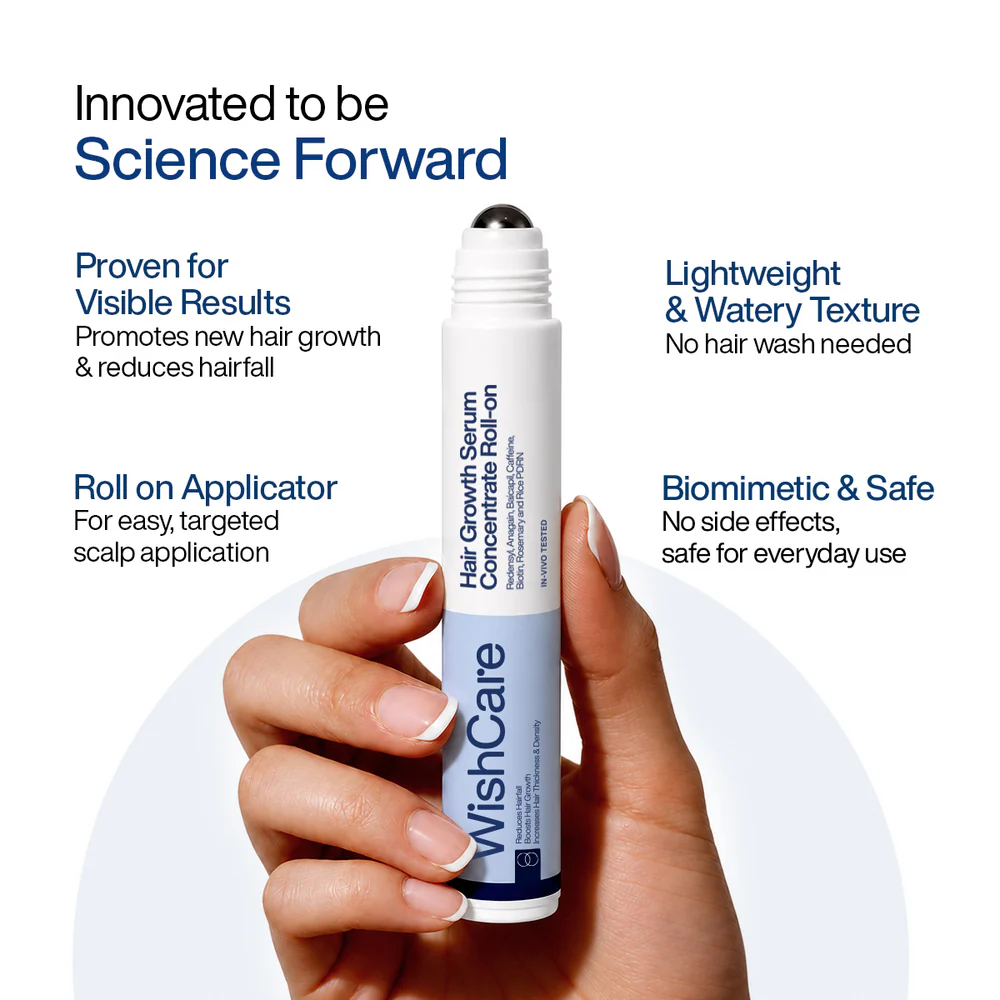 Innovated to be
Science Forward
Proven for
Visible Results
Promotes new hair growth
& reduces hairfall
Lightweight
& Watery Texture
No hair wash needed
Roll on Applicator
For easy, targeted
scalp application
Biomimetic & Safe
No side effects,
safe for everyday use
Hair Growth Serum
Concentrate Roll-on
Redensyl, Anagain, Baicapil, Caffeine,
Biotin, Rosemary and Rice PDRN
IN-VIVO TESTED
WishCare
Reduces Hairfall
Boosts Hair Growth
Increases Hair Thickness & Density